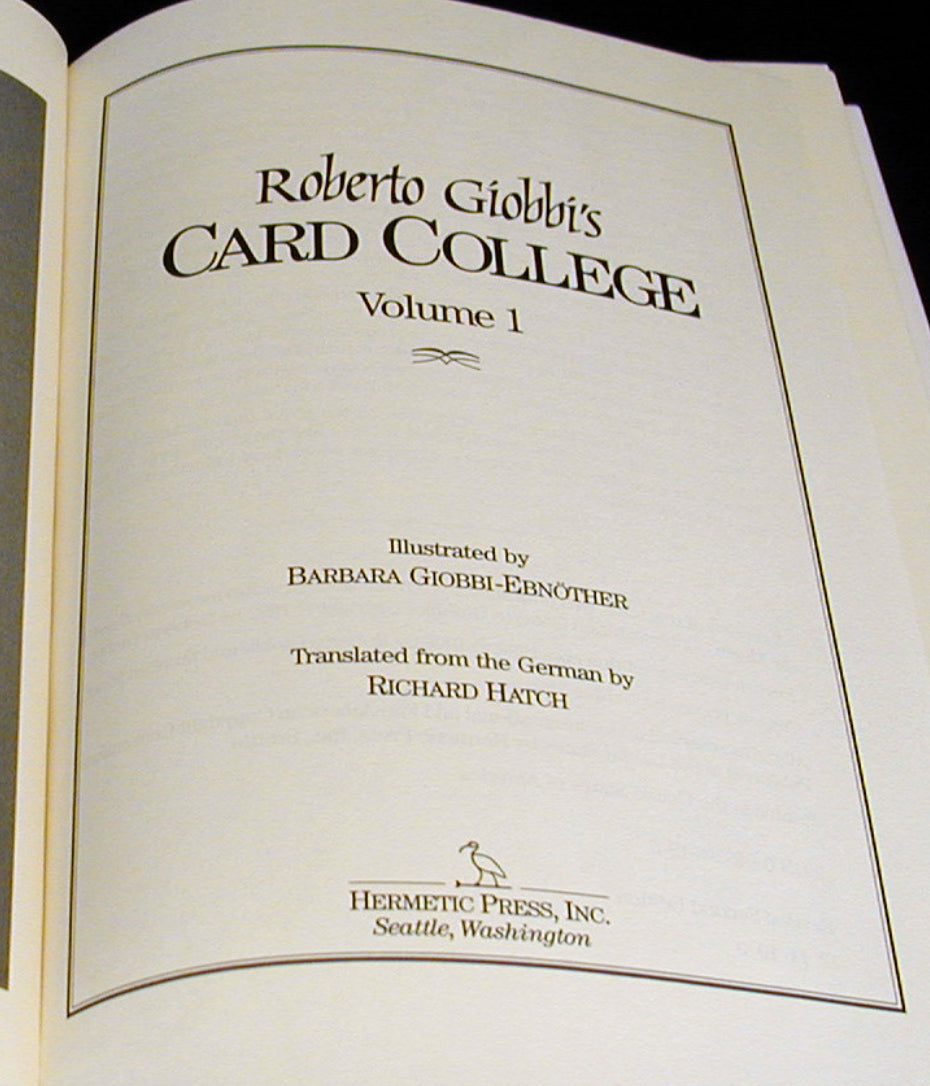 Roberto Giobbi's
CARD COLLEGE
Volume 1
Illustrated by
BARBARA GIOBBI-EBNÖTHER
Translated from the German by
RICHARD HATCH
HERMETIC PRESS, INC.
Seattle, Washington